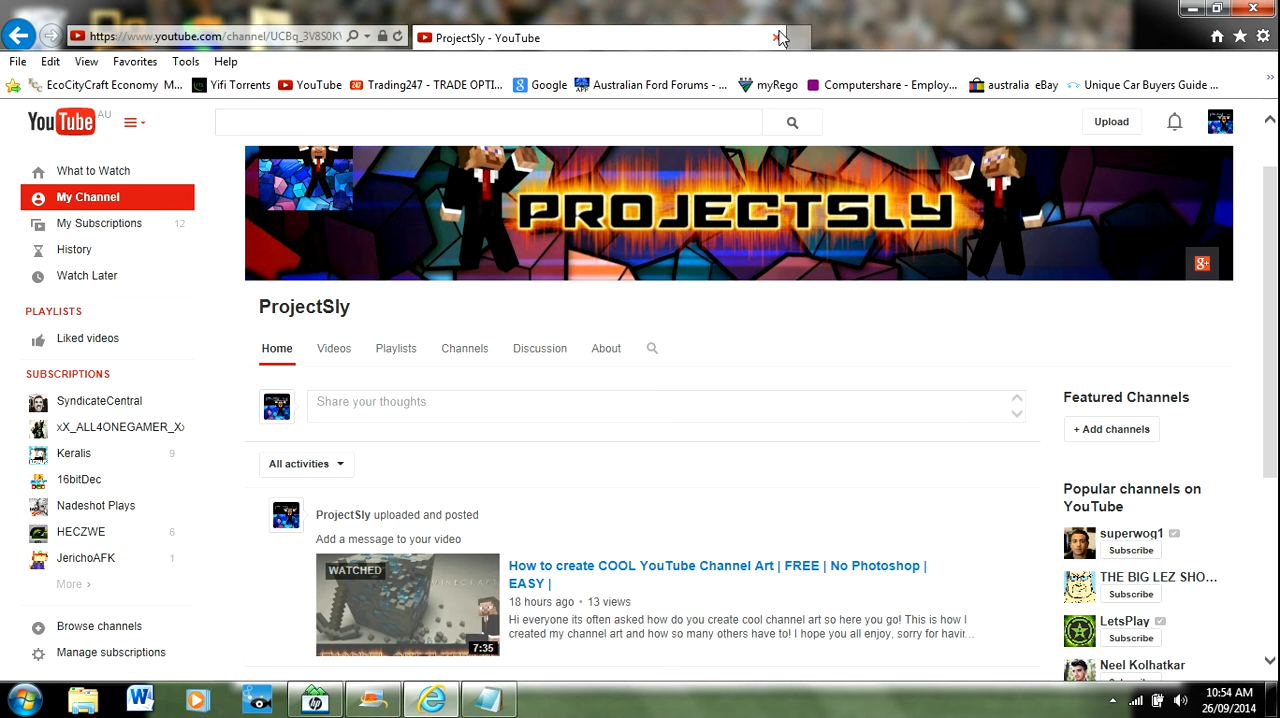 https://www.youtube.com/channel/UCBq_3V8S0K
ProjectSly - YouTube
File Edit View Favorites Tools Help
EcoCityCraft Economy M...
Yifi Torrents
YouTube
Trading247 - TRADE OPTI...
Google
Australian Ford Forums - ...
myRego
Computershare - Employ...
australia eBay
Unique Car Buyers Guide ...
YouTube AU
Upload
What to Watch
My Channel
My Subscriptions 12
History
Watch Later
PLAYLISTS
Liked videos
SUBSCRIPTIONS
SyndicateCentral
xX_ALL4ONEGAMER_X
Keralis 9
16bitDec
Nadeshot Plays
HECZWE 6
JerichoAFK 1
More >
Browse channels
Manage subscriptions
PROJECTSLY
ProjectSly
Home Videos Playlists Channels Discussion About
Share your thoughts
All activities
ProjectSly uploaded and posted
Add a message to your video
WATCHED
MINECRAFT
7:35
How to create COOL YouTube Channel Art | FREE | No Photoshop |
EASY |
18 hours ago • 13 views
Hi everyone its often asked how do you create cool channel art so here you go! This is how I
created my channel art and how so many others have to! I hope you all enjoy, sorry for havir...
Featured Channels
+ Add channels
Popular channels on
YouTube
superwog1
Subscribe
THE BIG LEZ SHO...
Subscribe
LetsPlay
Subscribe
Neel Kolhatkar
10:54 AM
26/09/2014